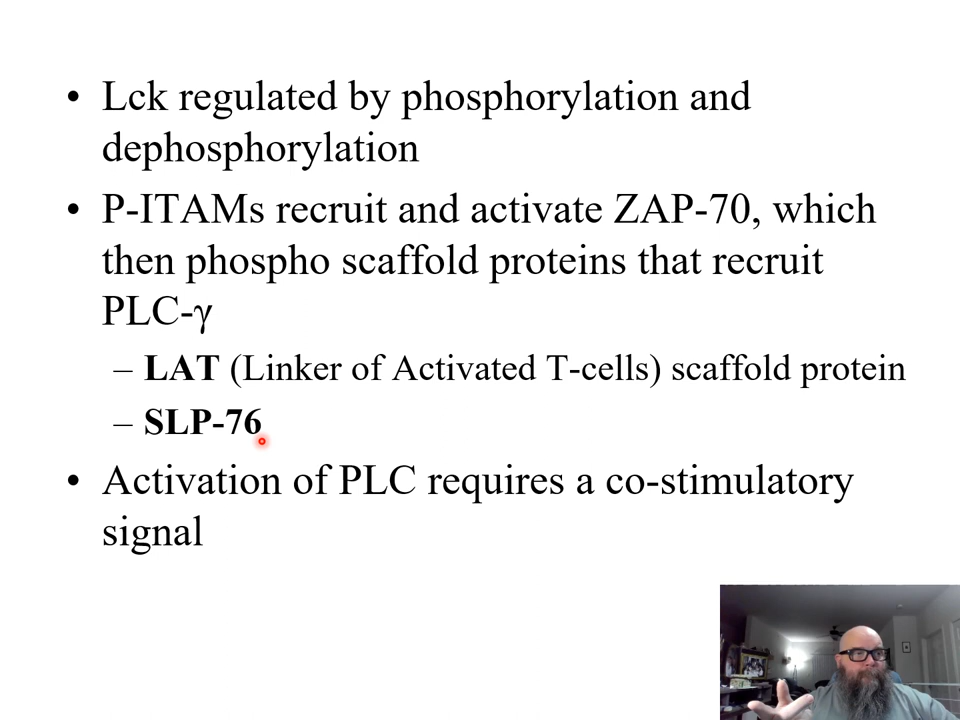 • Lck regulated by phosphorylation and
dephosphorylation
• P-ITAMs recruit and activate ZAP-70, which
then phospho scaffold proteins that recruit
PLC-γ
– LAT (Linker of Activated T-cells) scaffold protein
– SLP-76
• Activation of PLC requires a co-stimulatory
signal